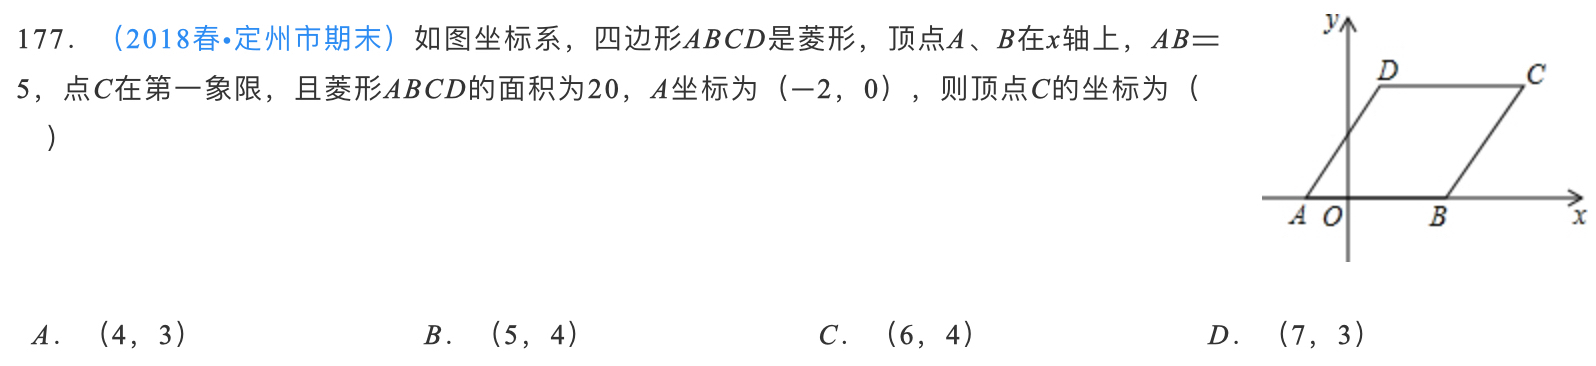 177. （2018春•定州市期末）如图坐标系，四边形ABCD是菱形，顶点A、B在x轴上，AB＝
5，点C在第一象限，且菱形ABCD的面积为20，A坐标为（－2，0），则顶点C的坐标为（
）
y
D C
A O B x
A. （4，3） B. （5，4） C. （6，4） D. （7，3）